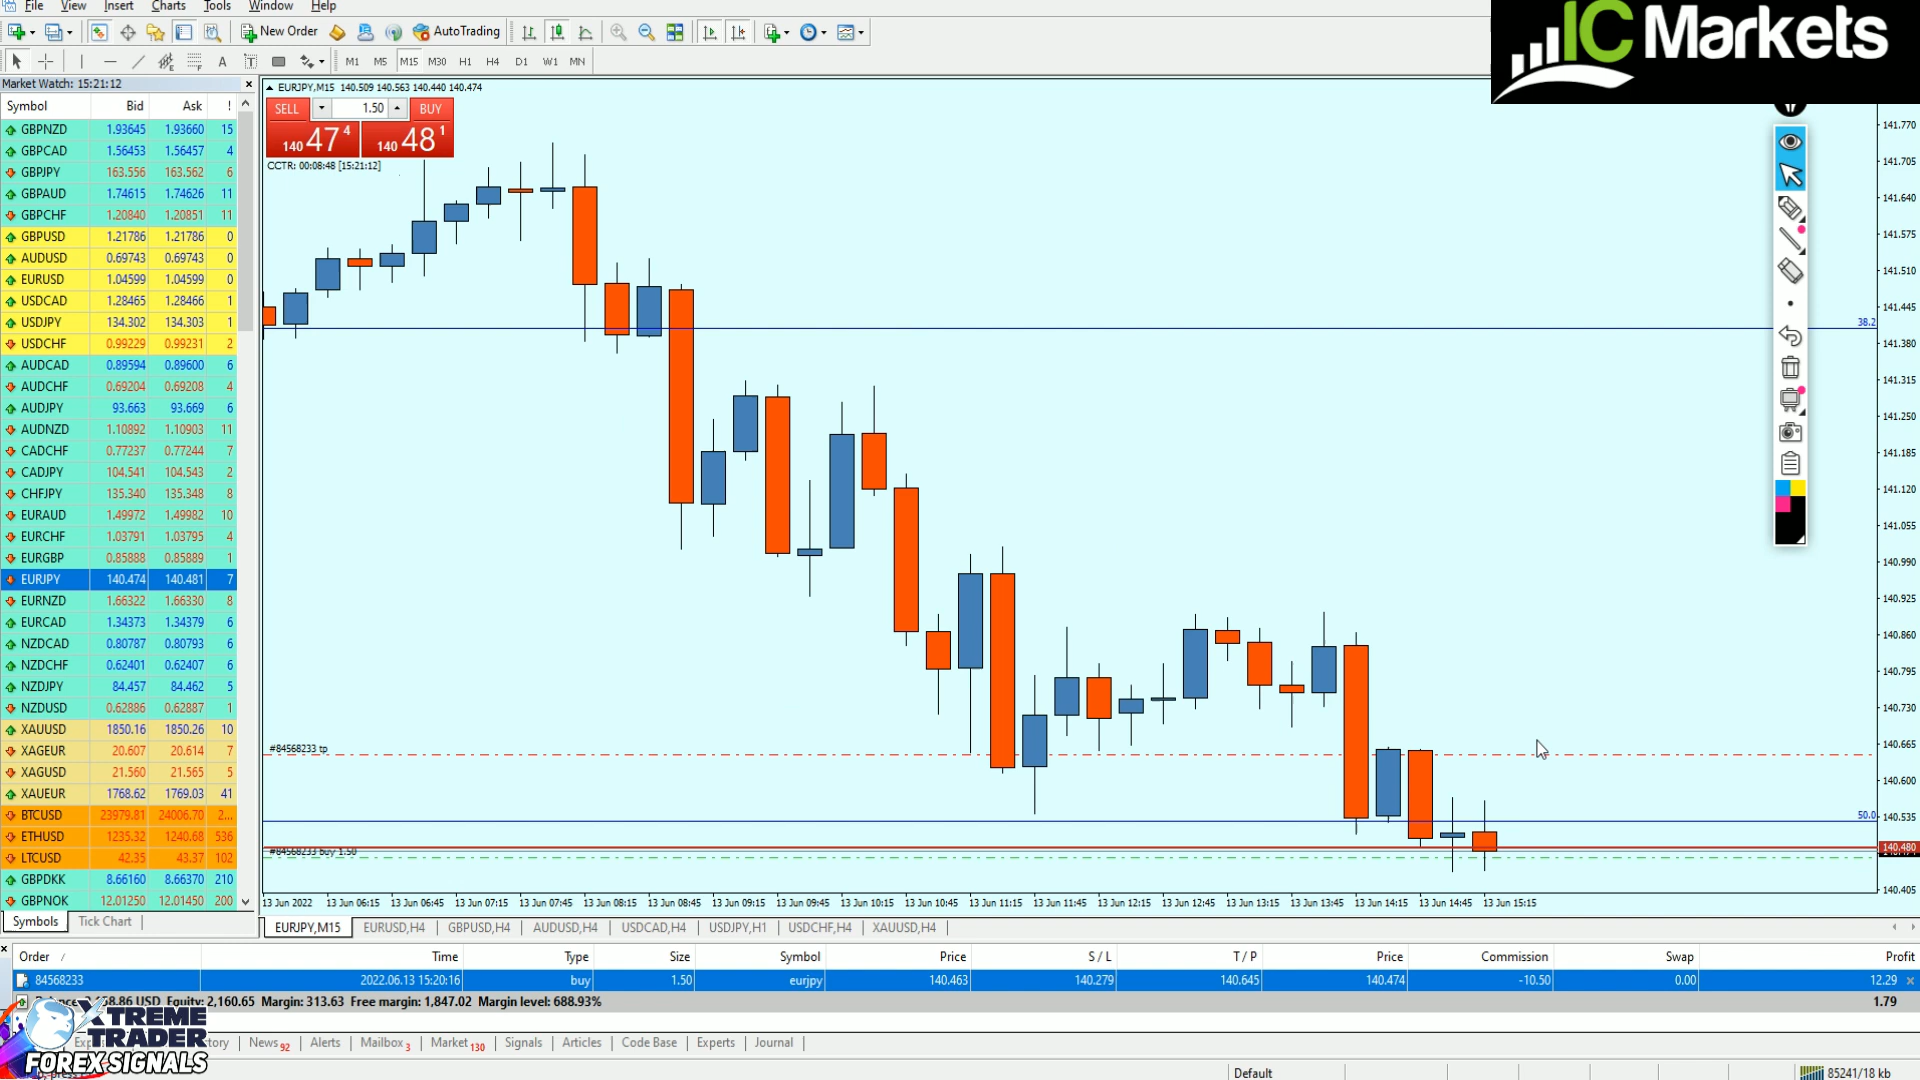 File View Insert Charts Tools Window Help
IC Markets
New Order AutoTrading
A T M1 M5 M15 M30 H1 H4 D1 W1 MN
Market Watch: 15:21:12
Symbol Bid Ask !
GBPNZD 1.93645 1.93660 15
GBPCAD 1.56453 1.56457 4
GBPJPY 163.556 163.562 6
GBPAUD 1.74615 1.74626 11
GBPCHF 1.20840 1.20851 11
GBPUSD 1.21786 1.21786 0
AUDUSD 0.69743 0.69743 0
EURUSD 1.04599 1.04599 0
USDCAD 1.28465 1.28466 1
USDJPY 134.302 134.303 1
USDCHF 0.99229 0.99231 2
AUDCAD 0.89594 0.89600 6
AUDCHF 0.69204 0.69208 4
AUDJPY 93.663 93.669 6
AUDNZD 1.10892 1.10903 11
CADCHF 0.77237 0.77244 7
CADJPY 104.541 104.543 2
CHFJPY 135.340 135.348 8
EURAUD 1.49972 1.49982 10
EURCHF 1.03791 1.03795 4
EURGBP 0.85888 0.85889 1
EURJPY 140.474 140.481 7
EURNZD 1.66322 1.66330 8
EURCAD 1.34373 1.34379 6
NZDCAD 0.80787 0.80793 6
NZDCHF 0.62401 0.62407 6
NZDJPY 84.457 84.462 5
NZDUSD 0.62886 0.62887 1
XAUUSD 1850.16 1850.26 10
XAGEUR 20.607 20.614 7
XAGUSD 21.560 21.565 5
XAUEUR 1768.62 1769.03 41
BTCUSD 23979.81 24006.70 2...
ETHUSD 1235.32 1240.68 536
LTCUSD 42.35 43.37 102
GBPDKK 8.66160 8.66370 210
GBPNOK 12.01250 12.01450 200
Symbols Tick Chart
EURJPY,M15 140.509 140.563 140.440 140.474
SELL 1.50 BUY
140 47 4 140 48 1
CCTR: 00:08:48 [15:21:12]
141.770
141.705
141.640
141.575
141.510
141.445
38.2
141.380
141.315
141.250
141.185
141.120
141.055
140.990
140.925
140.860
140.795
140.730
140.665
#84568233 tp
140.600
140.535
50.0
140.480
#84568233 buy 1.50
140.405
13 Jun 2022 13 Jun 06:15 13 Jun 06:45 13 Jun 07:15 13 Jun 07:45 13 Jun 08:15 13 Jun 08:45 13 Jun 09:15 13 Jun 09:45 13 Jun 10:15 13 Jun 10:45 13 Jun 11:15 13 Jun 11:45 13 Jun 12:15 13 Jun 12:45 13 Jun 13:15 13 Jun 13:45 13 Jun 14:15 13 Jun 14:45 13 Jun 15:15
EURJPY,M15 EURUSD,H4 GBPUSD,H4 AUDUSD,H4 USDCAD,H4 USDJPY,H1 USDCHF,H4 XAUUSD,H4
Order / Time Type Size Symbol Price S / L T / P Price Commission Swap Profit
84568233 2022.06.13 15:20:16 buy 1.50 eurjpy 140.463 140.279 140.645 140.474 -10.50 0.00 12.29
USD Equity: 2,160.65 Margin: 313.63 Free margin: 1,847.02 Margin level: 688.93% 1.79
XTREME
TRADER
FOREX SIGNALS
News 92 Alerts Mailbox 3 Market 130 Signals Articles Code Base Experts Journal
Default 85241/18 kb